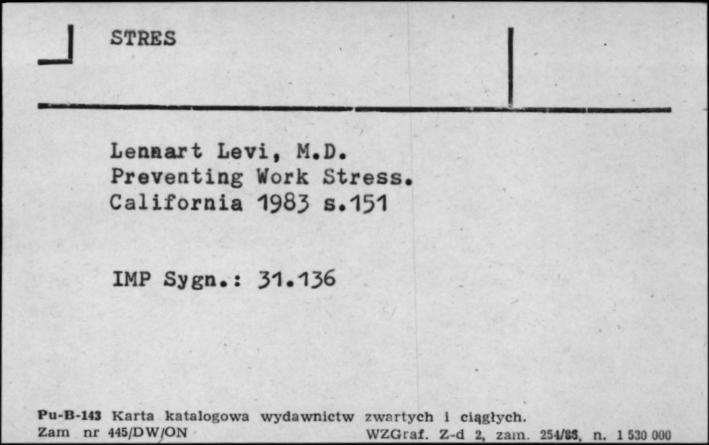 STRES
Lennart Levi, M.D.
Preventing Work Stress.
California 1983 s.151
IMP Sygn.: 31.136
Pu-B-143 Karta katalogowa wydawnictw zwartych i ciągłych.
Zam nr 445/DW/ON WZGraf. Z-d 2, zam. 254/86, n. 1 530 000